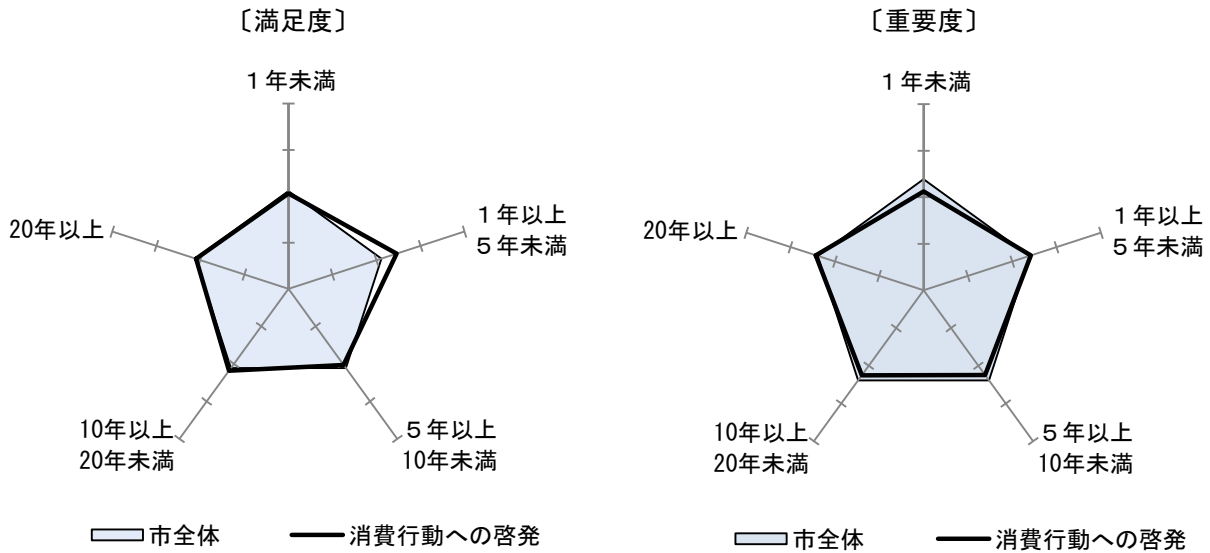 〔満足度〕
１年未満
１年以上
５年未満
５年以上
10年未満
10年以上
20年未満
20年以上
市全体
消費行動への啓発
〔重要度〕
１年未満
１年以上
５年未満
５年以上
10年未満
10年以上
20年未満
20年以上
市全体
消費行動への啓発